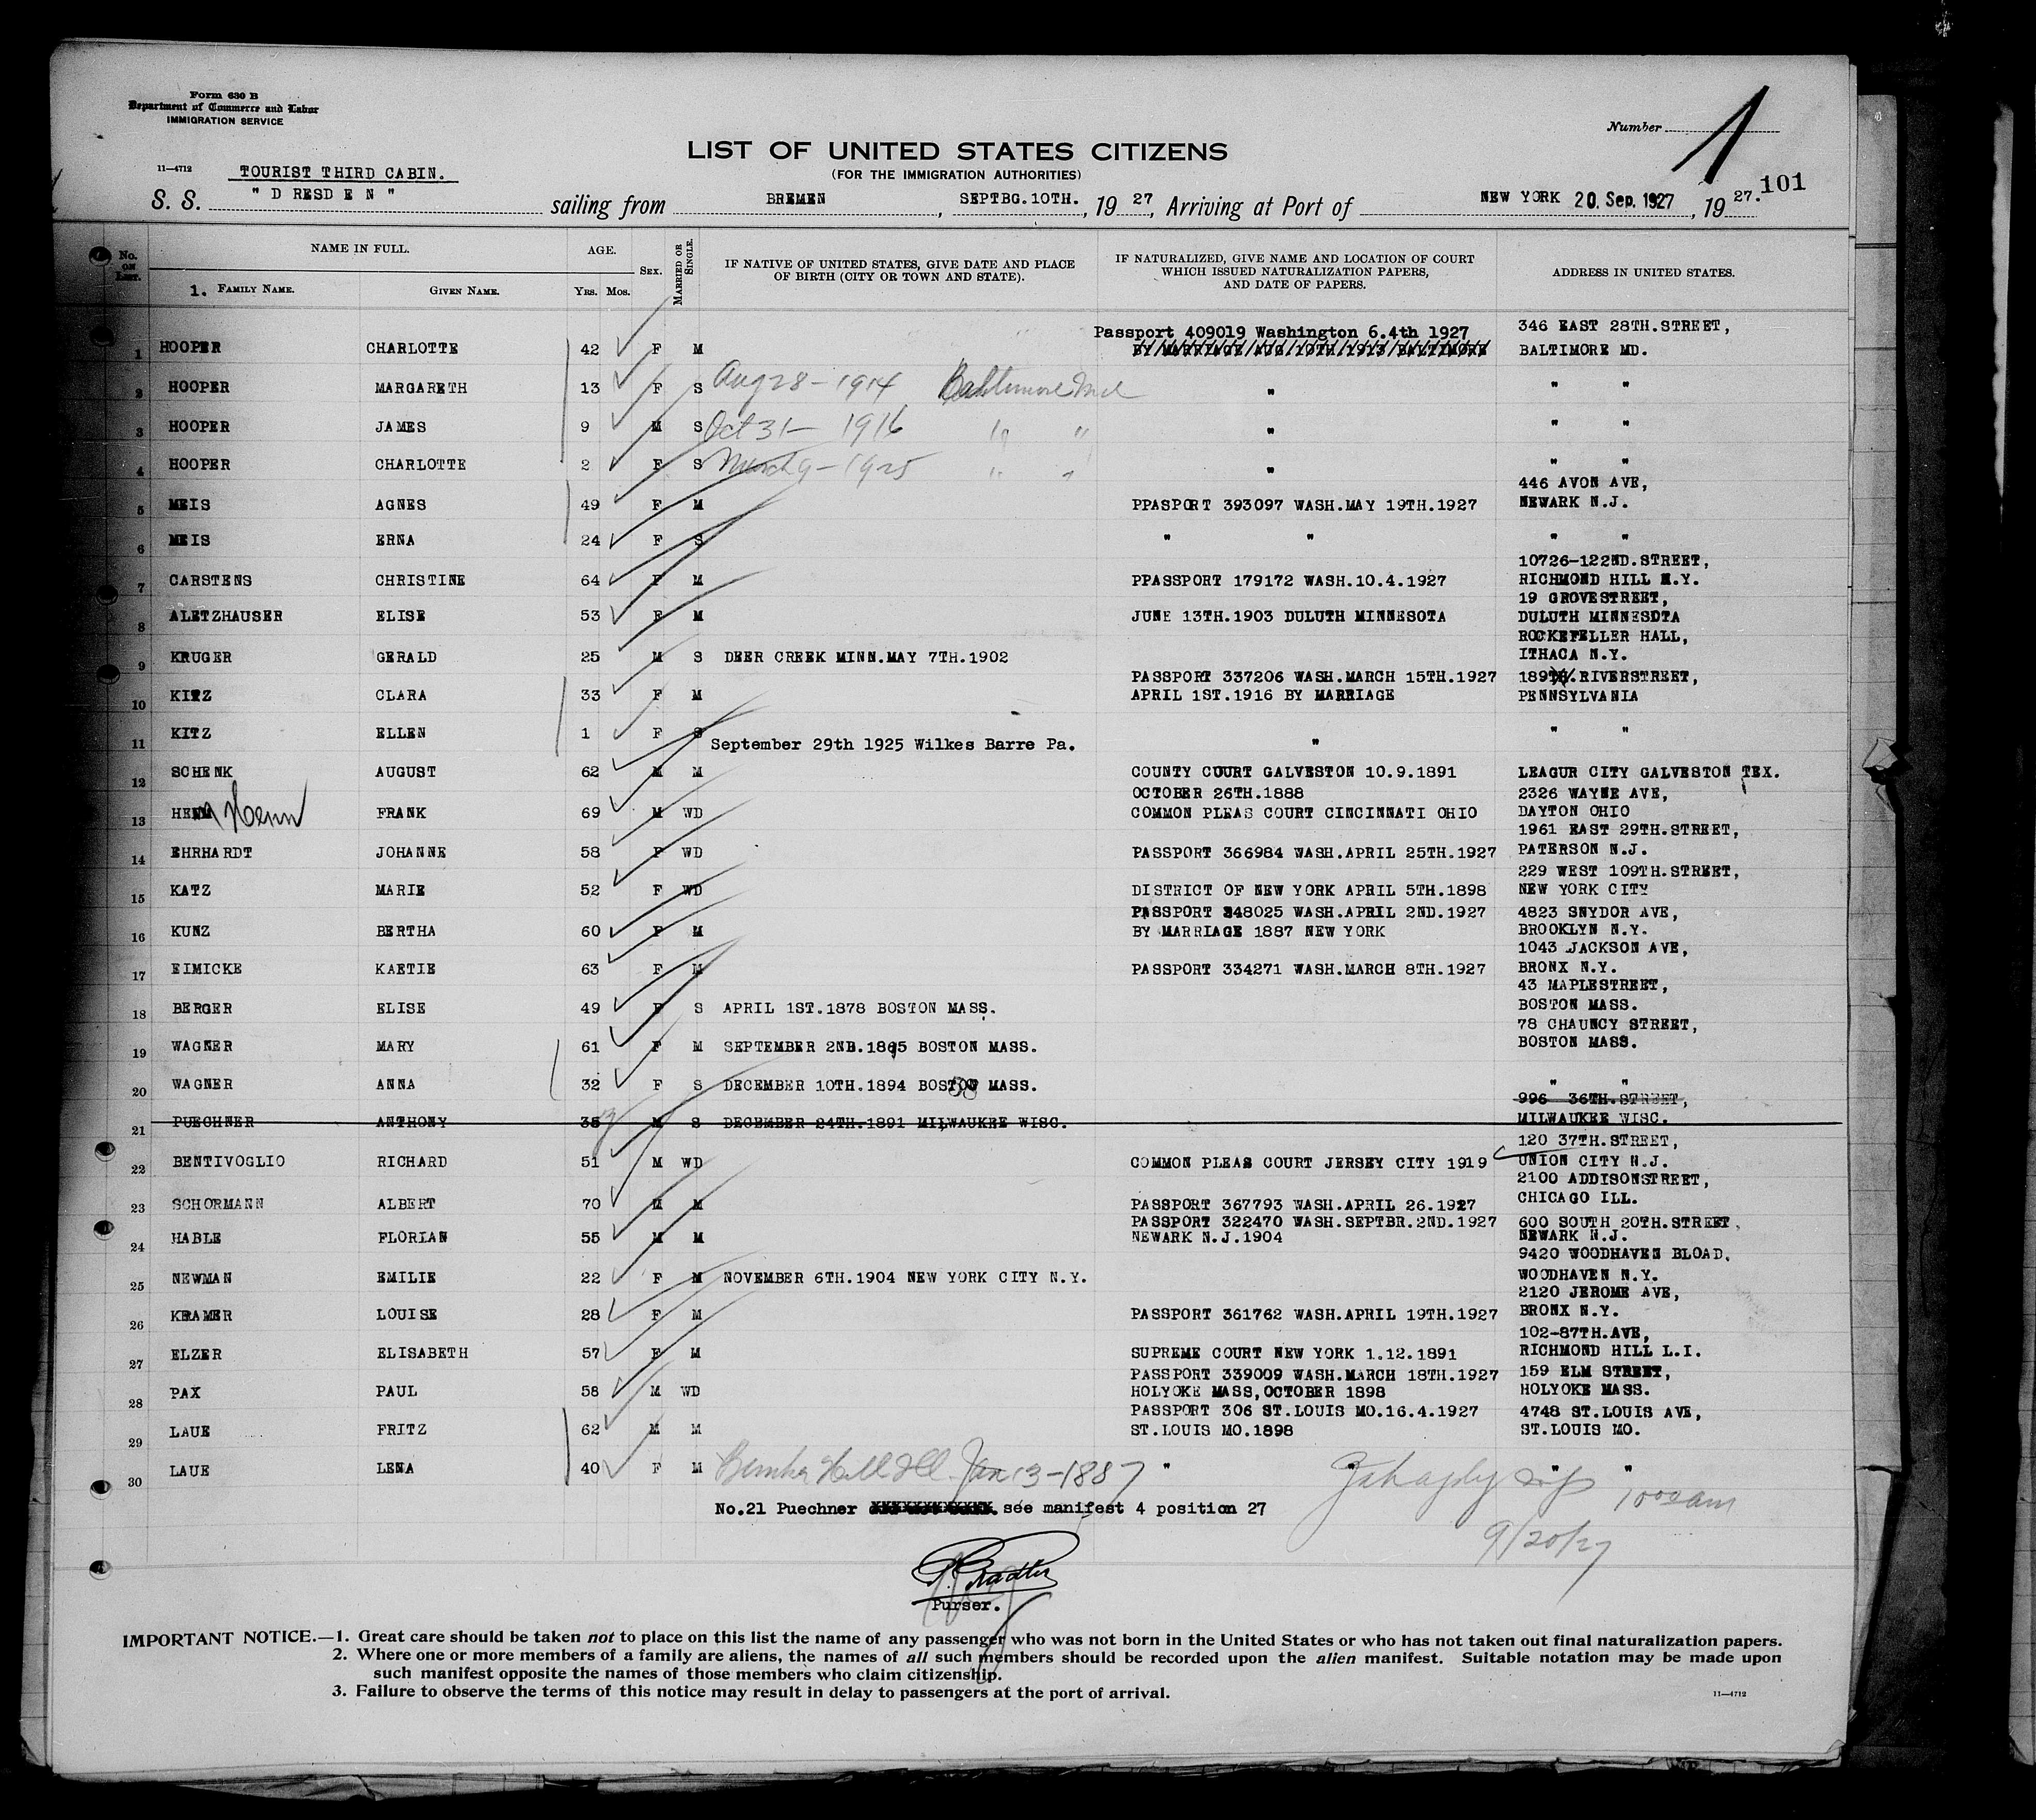 Form 630 B
Department of Commerce and Labor
IMMIGRATION SERVICE
Number 1
11—4712
LIST OF UNITED STATES CITIZENS
(FOR THE IMMIGRATION AUTHORITIES)
TOURIST THIRD CABIN.
101
S. S. " D RESD E N " sailing from BREMEN, SEPTBG.10TH., 19 27, Arriving at Port of NEW YORK 20. Sep. 1927, 19 27.
No. on List.
NAME IN FULL.
AGE.
SEX.
MARRIED OR SINGLE.
IF NATIVE OF UNITED STATES, GIVE DATE AND PLACE OF BIRTH (CITY OR TOWN AND STATE).
IF NATURALIZED, GIVE NAME AND LOCATION OF COURT WHICH ISSUED NATURALIZATION PAPERS, AND DATE OF PAPERS.
ADDRESS IN UNITED STATES.
1. FAMILY NAME. GIVEN NAME. YRS. MOS.
Passport 409019 Washington 6.4th 1927 346 EAST 28TH.STREET,
1 HOOPER CHARLOTTE 42 F M BALTIMORE MD.
2 HOOPER MARGARETH 13 F S Aug 28 - 1914 Baltimore Md " " "
3 HOOPER JAMES 9 M S Oct 31 - 1916 " " " " "
4 HOOPER CHARLOTTE 2 F S March 9 - 1925 " " " " "
446 AVON AVE,
5 MEIS AGNES 49 F M PPASPORT 393097 WASH.MAY 19TH.1927 NEWARK N.J.
6 MEIS ERNA 24 F S " " " "
10726-122ND.STREET,
7 CARSTENS CHRISTINE 64 F M PPASSPORT 179172 WASH.10.4.1927 RICHMOND HILL N.Y.
19 GROVESTREET,
8 ALETZHAUSER ELISE 53 F M JUNE 13TH.1903 DULUTH MINNESOTA DULUTH MINNESOTA
ROCKEFELLER HALL,
9 KRUGER GERALD 25 M S DEER CREEK MINN.MAY 7TH.1902 ITHACA N.Y.
PASSPORT 337206 WASH.MARCH 15TH.1927 189TH.RIVERSTREET,
10 KITZ CLARA 33 F M APRIL 1ST.1916 BY MARRIAGE PENNSYLVANIA
11 KITZ ELLEN 1 F S September 29th 1925 Wilkes Barre Pa. " " "
12 SCHENK AUGUST 62 M M COUNTY COURT GALVESTON 10.9.1891 LEAGUR CITY GALVESTON TEX.
OCTOBER 26TH.1888 2326 WAYNE AVE,
13 HEMM Henn FRANK 69 M WD COMMON PLEAS COURT CINCINNATI OHIO DAYTON OHIO
1961 EAST 29TH.STREET,
14 EHRHARDT JOHANNE 58 F WD PASSPORT 366984 WASH.APRIL 25TH.1927 PATERSON N.J.
229 WEST 109TH.STREET,
15 KATZ MARIE 52 F WD DISTRICT OF NEW YORK APRIL 5TH.1898 NEW YORK CITY
PASSPORT 348025 WASH.APRIL 2ND.1927 4823 SNYDOR AVE,
16 KUNZ BERTHA 60 F M BY MARRIAGE 1887 NEW YORK BROOKLYN N.Y.
1043 JACKSON AVE,
17 EIMICKE KAETIE 63 F M PASSPORT 334271 WASH.MARCH 8TH.1927 BRONX N.Y.
43 MAPLESTREET,
18 BERGER ELISE 49 F S APRIL 1ST.1878 BOSTON MASS. BOSTON MASS.
78 CHAUNCY STREET,
19 WAGNER MARY 61 F M SEPTEMBER 2ND.1895 BOSTON MASS. BOSTON MASS.
20 WAGNER ANNA 32 F S DECEMBER 10TH.1894 BOSTON MASS. " "
996 36TH.STREET,
21 PUECHNER ANTHONY 35 M S DECEMBER 24TH.1891 MILWAUKEE WISC. MILWAUKEE WISC.
120 37TH.STREET,
22 BENTIVOGLIO RICHARD 51 M WD COMMON PLEAS COURT JERSEY CITY 1919 UNION CITY N.J.
2100 ADDISONSTREET,
23 SCHORMANN ALBERT 70 M M PASSPORT 367793 WASH.APRIL 26.1927 CHICAGO ILL.
PASSPORT 322470 WASH.SEPTBR.2ND.1927 600 SOUTH 20TH.STREET,
24 HABLE FLORIAN 55 M M NEWARK N.J.1904 NEWARK N.J.
9420 WOODHAVEN BLOAD.
25 NEWMAN EMILIE 22 F M NOVEMBER 6TH.1904 NEW YORK CITY N.Y. WOODHAVEN N.Y.
2120 JEROME AVE,
26 KRAMER LOUISE 28 F M PASSPORT 361762 WASH.APRIL 19TH.1927 BRONX N.Y.
102-87TH.AVE,
27 ELZER ELISABETH 57 F M SUPREME COURT NEW YORK 1.12.1891 RICHMOND HILL L.I.
PASSPORT 339009 WASH.MARCH 18TH.1927 159 ELM STREET,
28 PAX PAUL 58 M WD HOLYOKE MASS,OCTOBER 1898 HOLYOKE MASS.
PASSPORT 306 ST.LOUIS MO.16.4.1927 4748 ST.LOUIS AVE,
29 LAUE FRITZ 62 M M ST.LOUIS MO.1898 ST.LOUIS MO.
30 LAUE LENA 40 F M Bunker Hill Ill. Jan 13 - 1887 " " " "
No.21 Puechner see manifest 4 position 27
1000 am
9/20/27
Purser.
IMPORTANT NOTICE.—1. Great care should be taken not to place on this list the name of any passenger who was not born in the United States or who has not taken out final naturalization papers.
2. Where one or more members of a family are aliens, the names of all such members should be recorded upon the alien manifest. Suitable notation may be made upon
such manifest opposite the names of those members who claim citizenship.
3. Failure to observe the terms of this notice may result in delay to passengers at the port of arrival.
11—4712